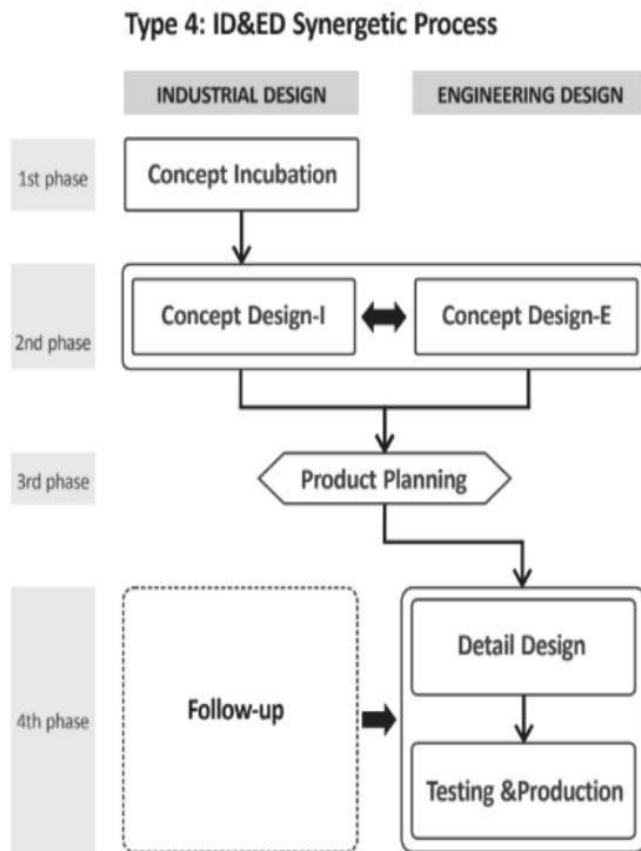 Type 4: ID&ED Synergetic Process
INDUSTRIAL DESIGN
ENGINEERING DESIGN
1st phase
Concept Incubation
2nd phase
Concept Design-I
Concept Design-E
3rd phase
Product Planning
4th phase
Follow-up
Detail Design
Testing &Production